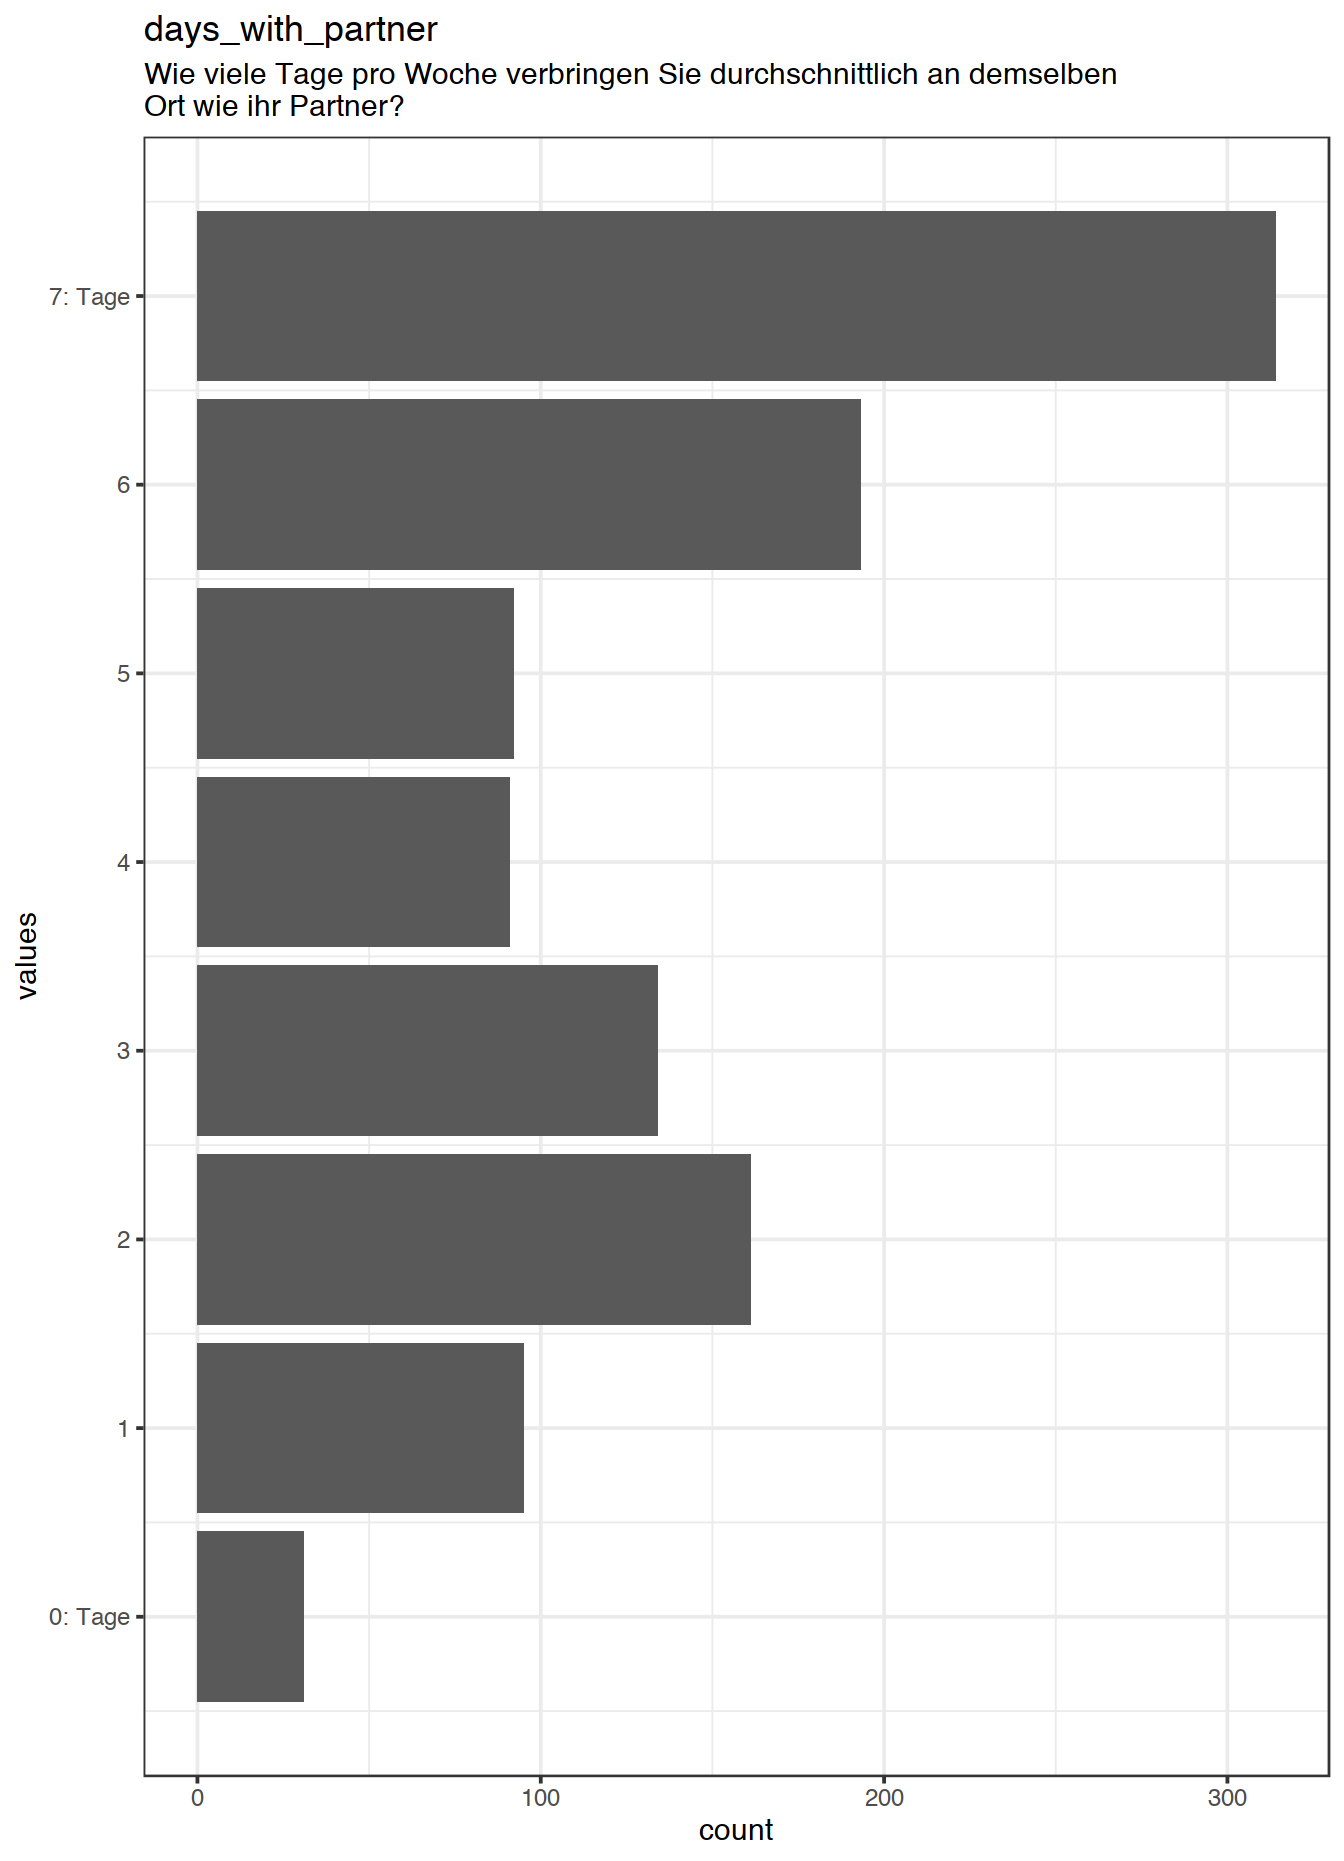 days_with_partner
Wie viele Tage pro Woche verbringen Sie durchschnittlich an demselben
Ort wie ihr Partner?
7: Tage
6
5
4
3
2
1
0: Tage
values
0 100 200 300
count